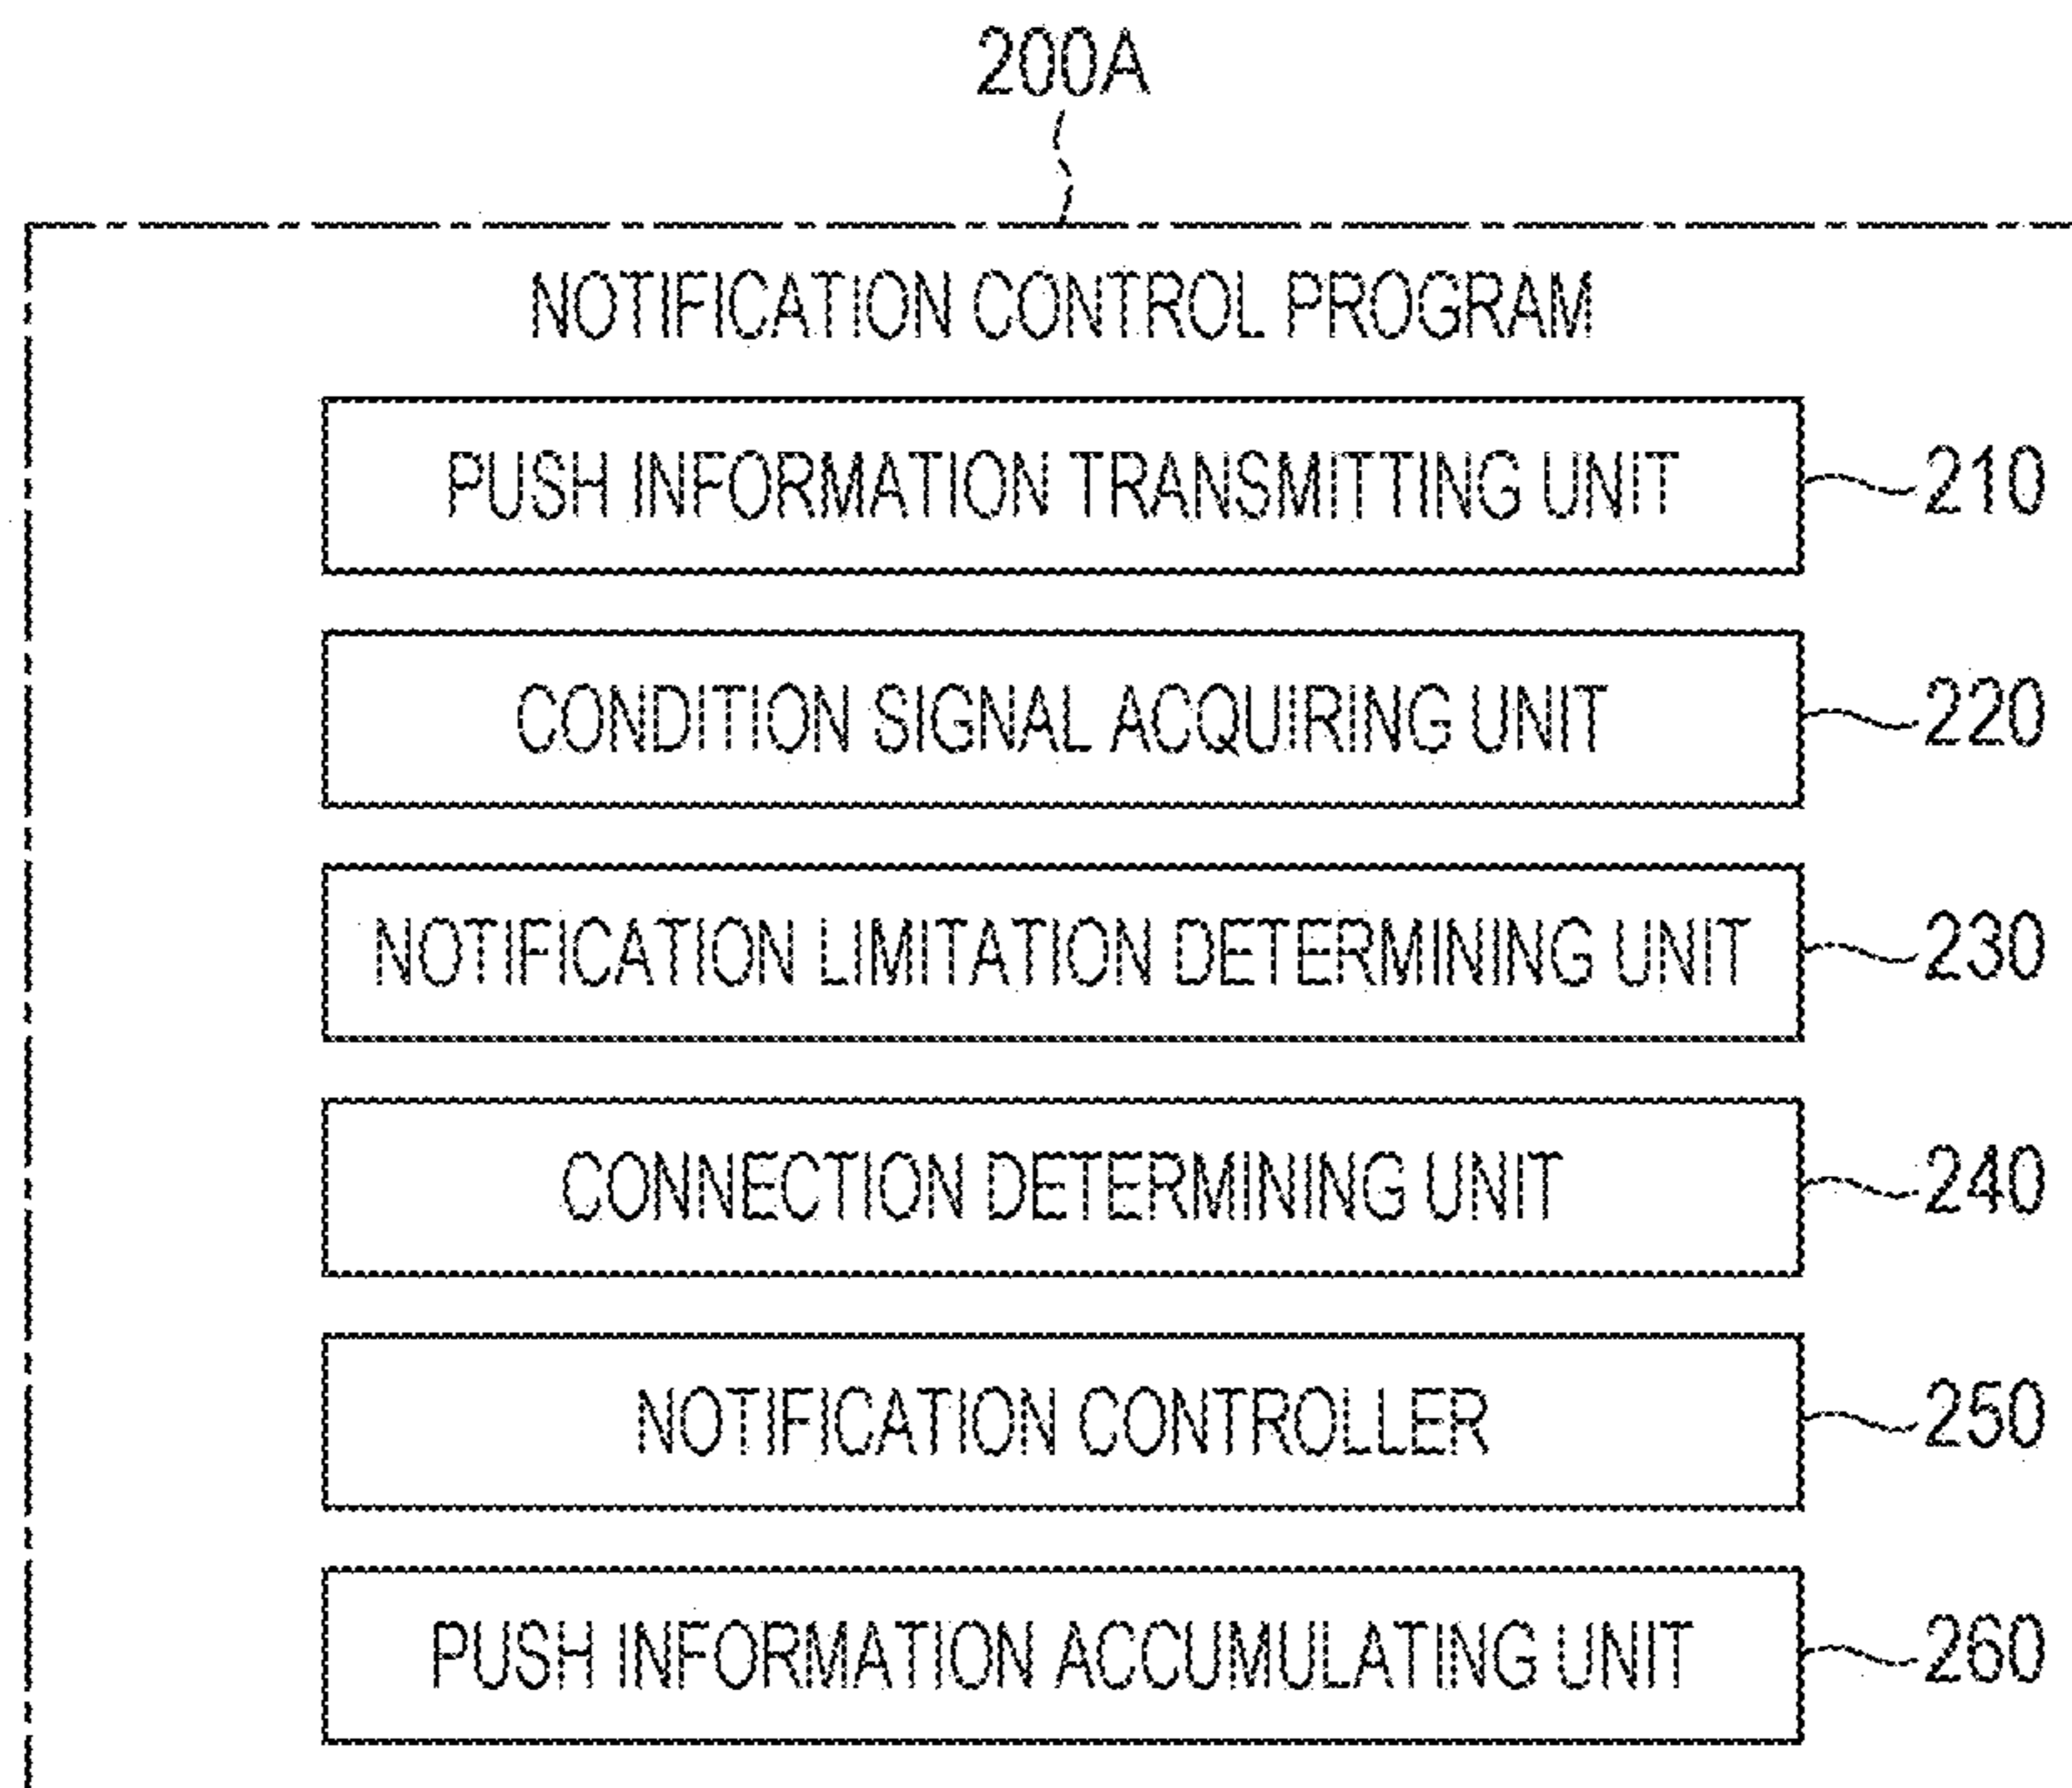 200A
NOTIFICATION CONTROL PROGRAM
PUSH INFORMATION TRANSMITTING UNIT 210
CONDITION SIGNAL ACQUIRING UNIT 220
NOTIFICATION LIMITATION DETERMINING UNIT 230
CONNECTION DETERMINING UNIT 240
NOTIFICATION CONTROLLER 250
PUSH INFORMATION ACCUMULATING UNIT 260